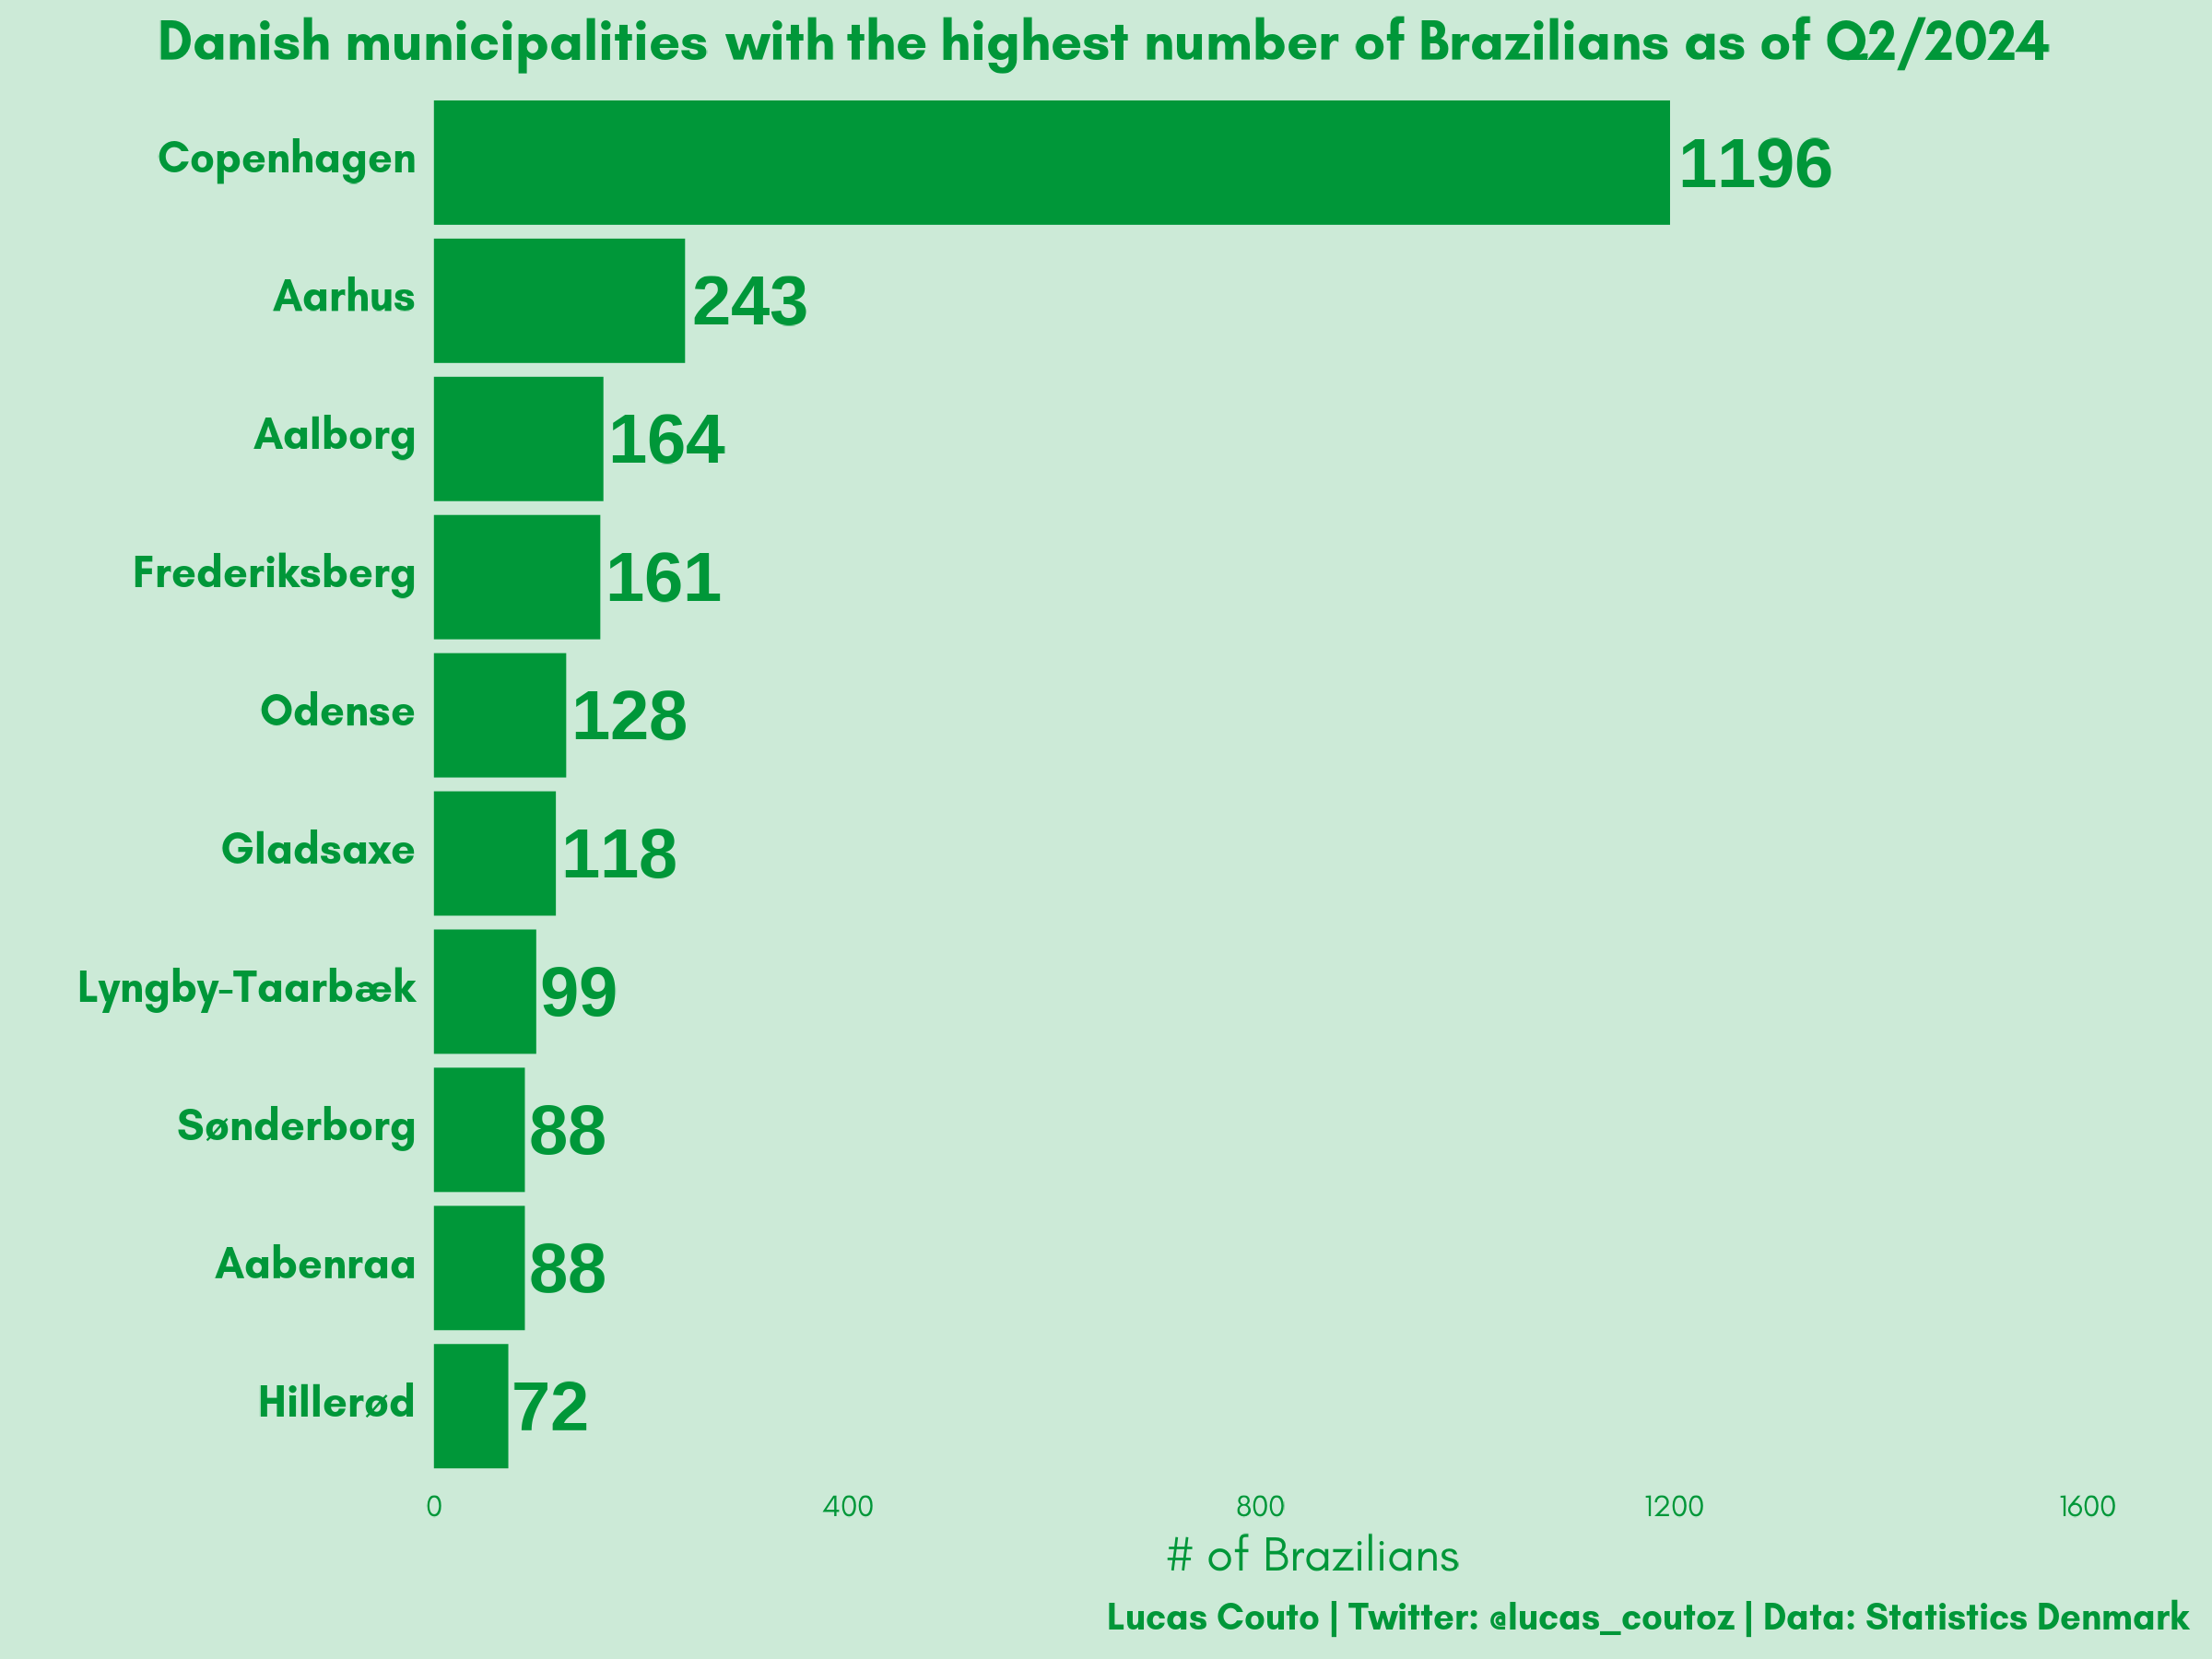 Danish municipalities with the highest number of Brazilians as of Q2/2024
Copenhagen 1196
Aarhus 243
Aalborg 164
Frederiksberg 161
Odense 128
Gladsaxe 118
Lyngby-Taarbæk 99
Sønderborg 88
Aabenraa 88
Hillerød 72
0 400 800 1200 1600
# of Brazilians
Lucas Couto | Twitter: @lucas_coutoz | Data: Statistics Denmark